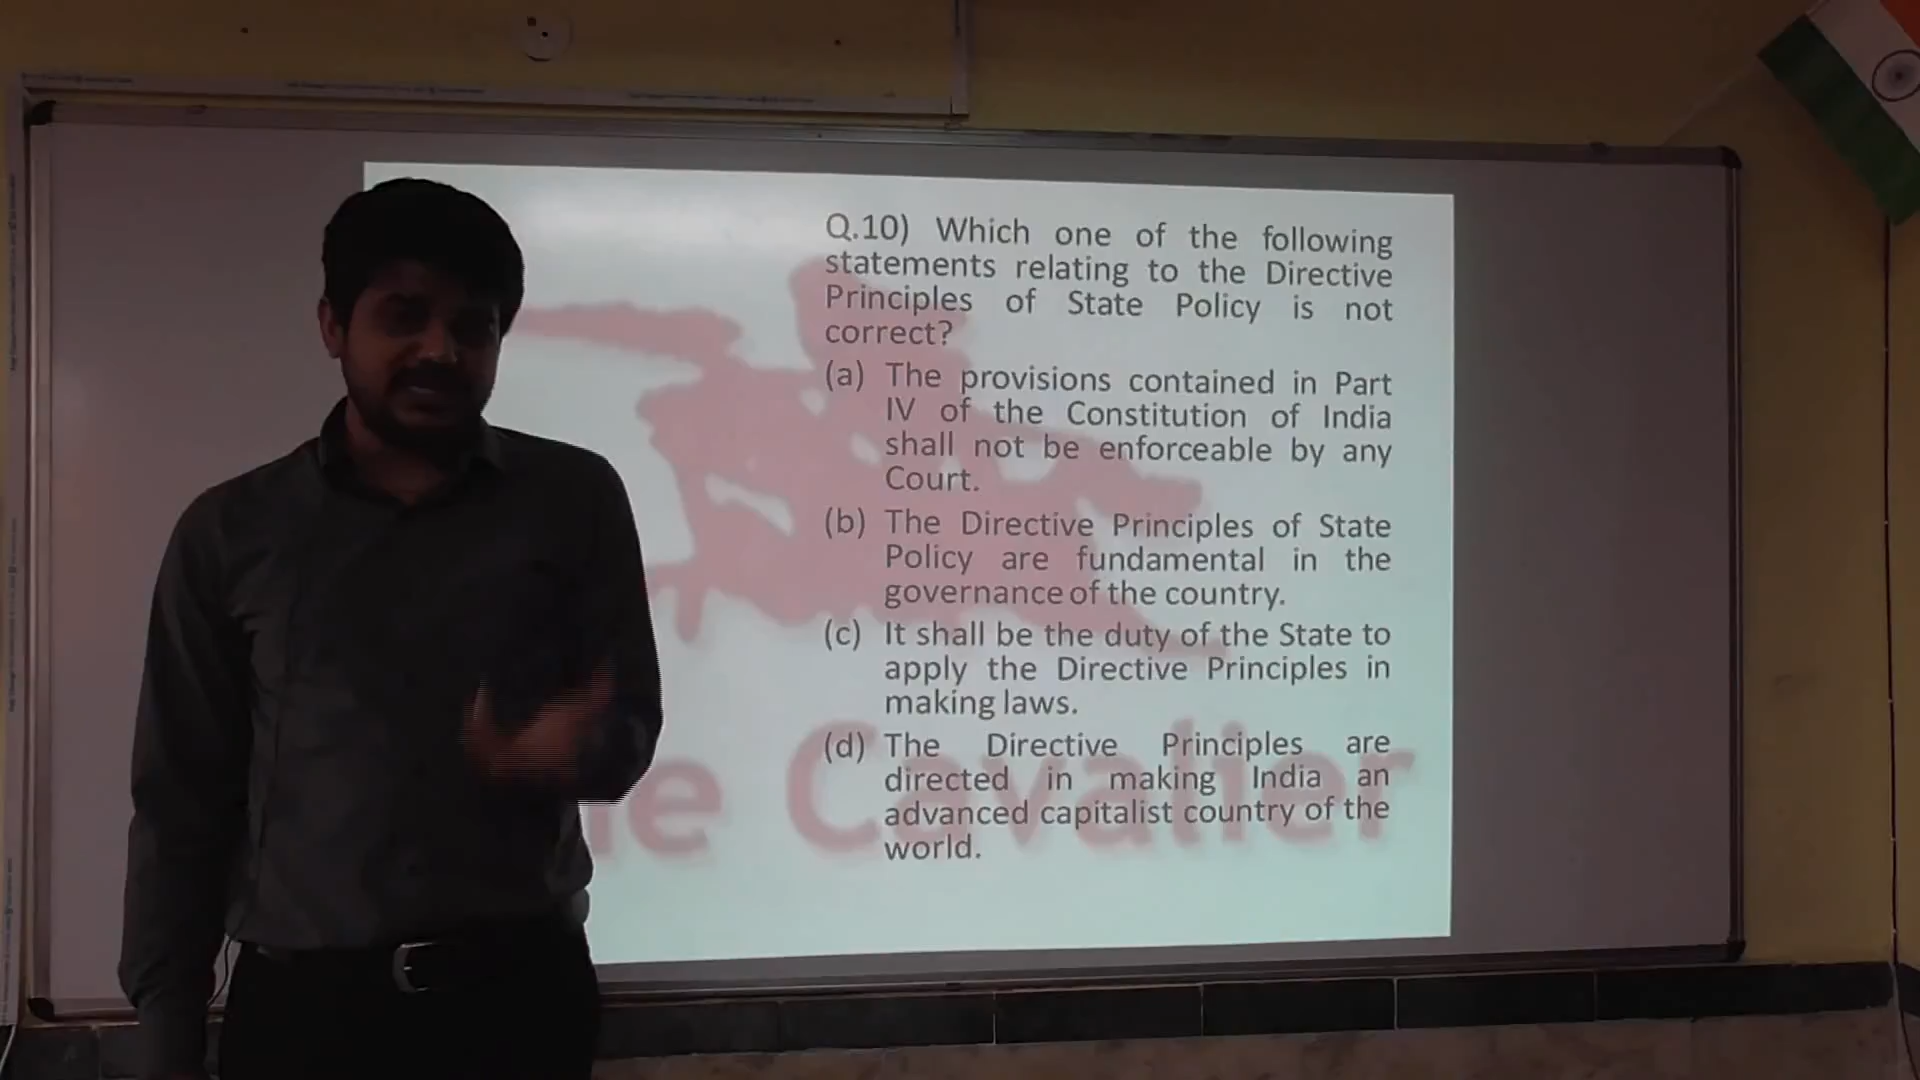 Q.10) Which one of the following
statements relating to the Directive
Principles of State Policy is not
correct?
(a) The provisions contained in Part
IV of the Constitution of India
shall not be enforceable by any
Court.
(b) The Directive Principles of State
Policy are fundamental in the
governance of the country.
(c) It shall be the duty of the State to
apply the Directive Principles in
making laws.
(d) The Directive Principles are
directed in making India an
advanced capitalist country of the
world.
Cavalier